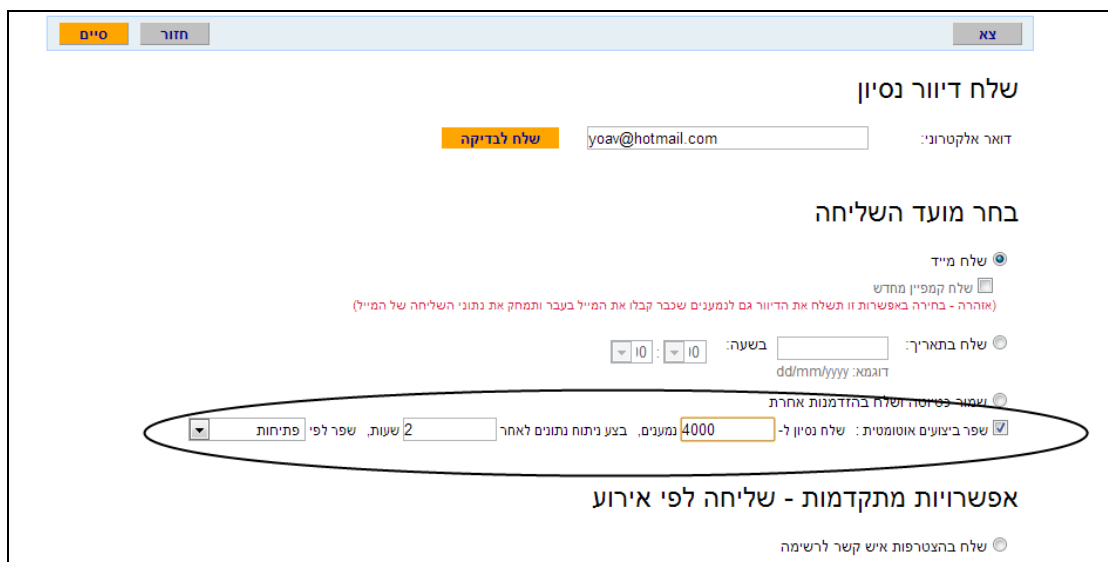 צא חזור סיים
שלח דיוור נסיון
דואר אלקטרוני: yoav@hotmail.com שלח לבדיקה
בחר מועד השליחה
שלח מייד
שלח קמפיין מחדש
(אזהרה - בחירה באפשרות זו תשלח את הדיוור גם לנמענים שכבר קבלו את המייל בעבר ותמחק את נתוני השליחה של המייל)
שלח בתאריך: בשעה: :
דוגמא: dd/mm/yyyy
שמור כטיוטה ושלח בהזדמנות אחרת
שפר ביצועים אוטומטית : שלח נסיון ל- 4000 נמענים, בצע ניתוח נתונים לאחר 2 שעות, שפר לפי פתיחות
אפשרויות מתקדמות - שליחה לפי אירוע
שלח בהצטרפות איש קשר לרשימה